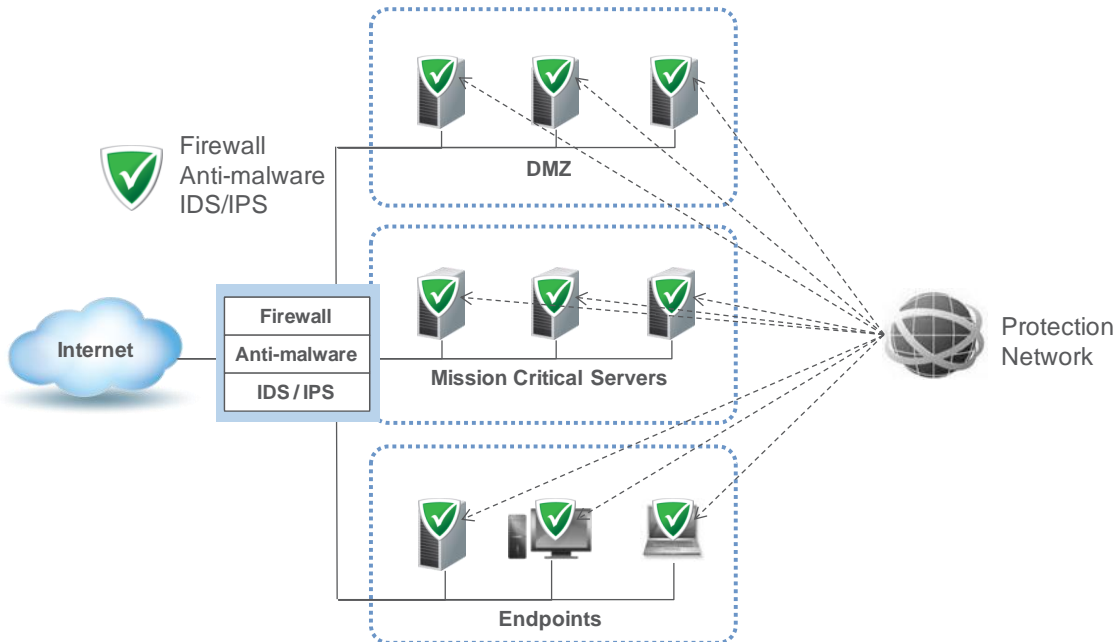 DMZ
Firewall
Anti-malware
IDS/IPS
Internet
Firewall
Anti-malware
IDS / IPS
Mission Critical Servers
Protection
Network
Endpoints